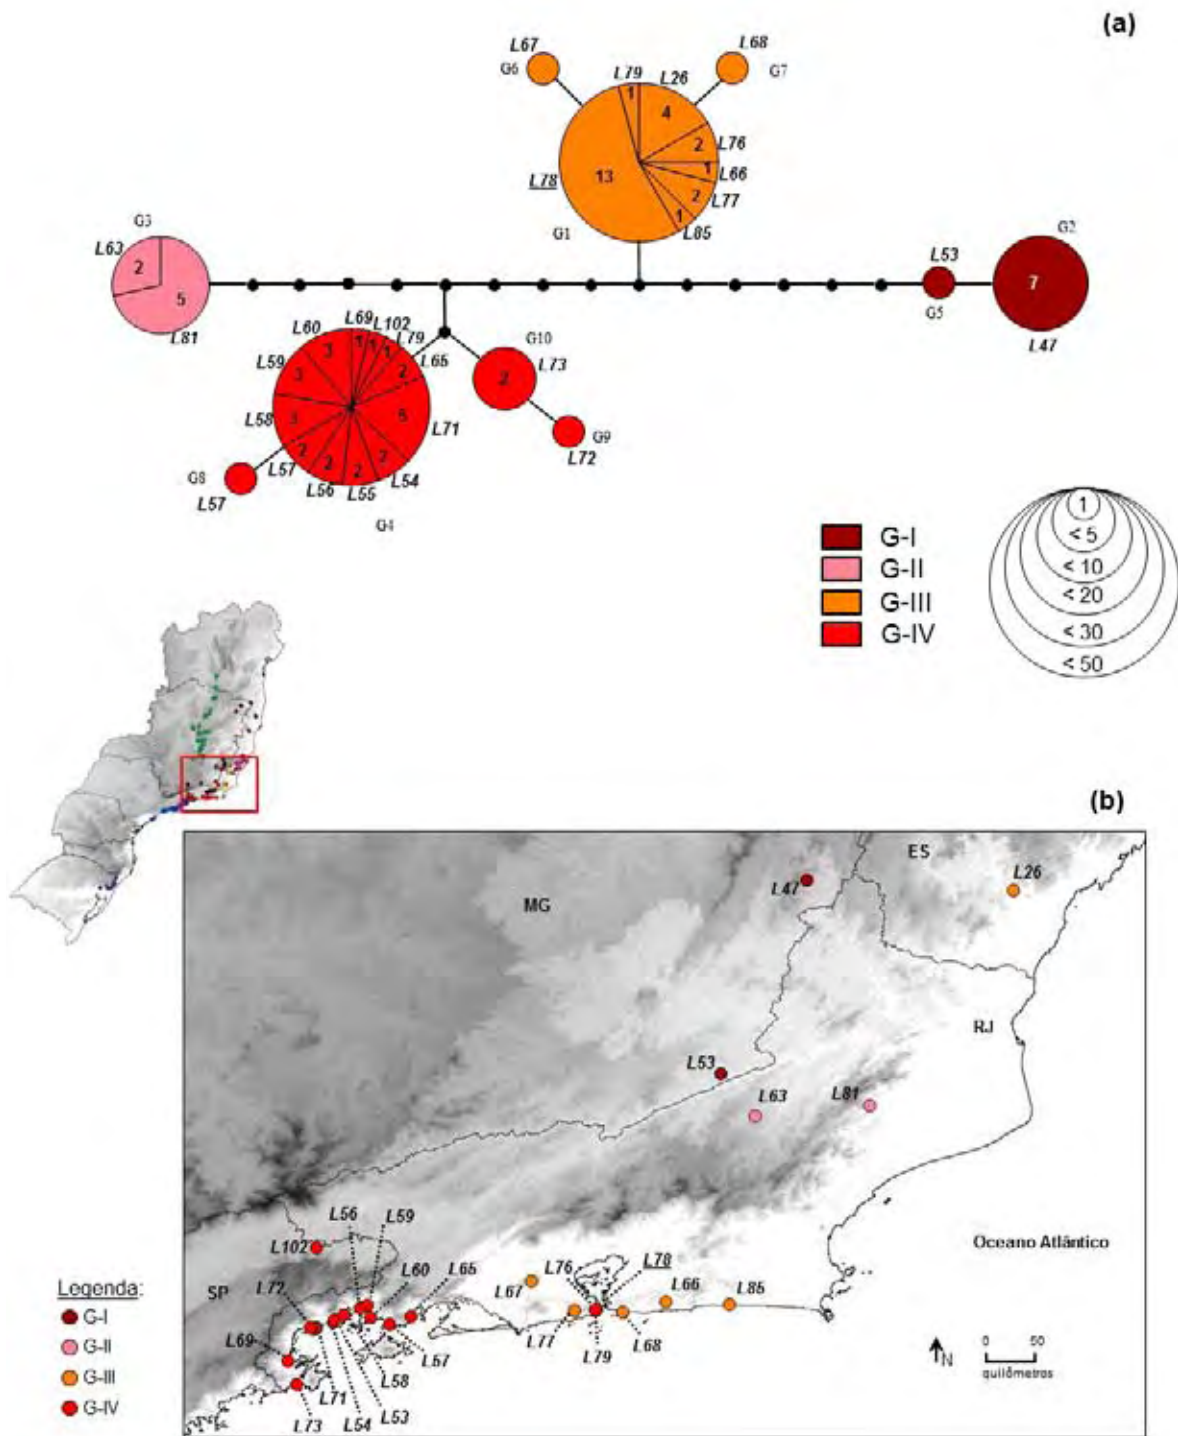 (a)
L67
L68
G6
L79
L26
G7
1
4
2
L76
13
1
L66
L78
2
L77
1
L85
G1
G3
G2
L63
2
5
L81
L53
7
G5
L47
L60
L69
L102
L79
G10
3
1
1
1
L65
L73
L59
3
2
2
L58
3
L71
2
2
2
2
G9
L72
G8
L57
L57
L56
L55
L54
G4
1
G-I
< 5
G-II
< 10
G-III
< 20
G-IV
< 30
< 50
(b)
ES
L26
L47
MG
RJ
L53
L63
L81
L56
L59
Oceano Atlântico
L102
L60
L65
L76
L78
Legenda:
SP
L72
L67
L66
L85
G-I
G-II
L69
L77
L68
N
0 50
quilômetros
G-III
L57
L79
L58
L71
G-IV
L73
L54
L53